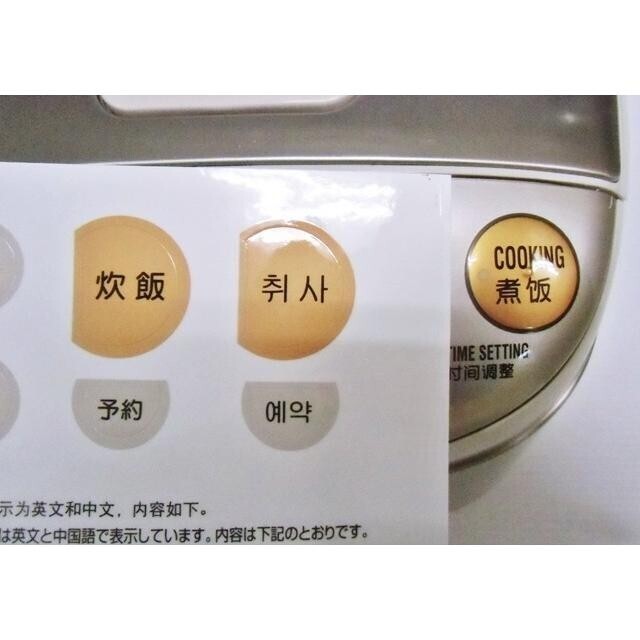 炊飯
취사
COOKING
煮饭
TIME SETTING
时间调整
予約
예약
示为英文和中文，内容如下。
は英文と中国語で表示しています。内容は下記のとおりです。